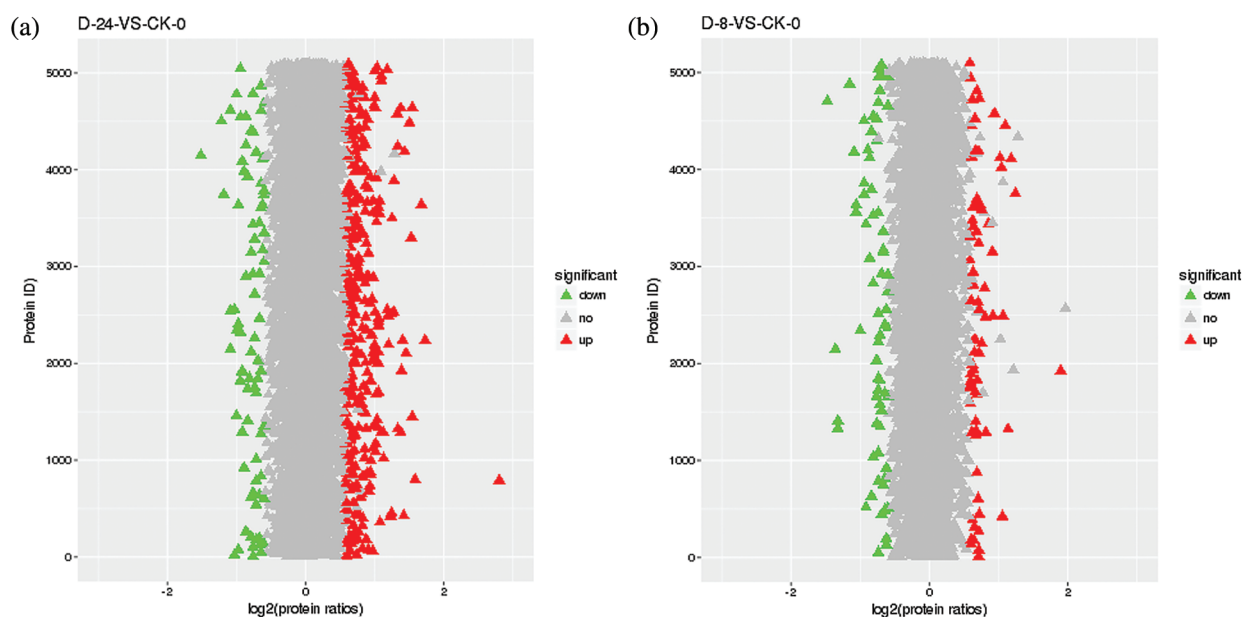 (a)
D-24-VS-CK-0
5000
4000
3000
2000
1000
0
Protein ID)
-2
0
2
log2(protein ratios)
significant
down
no
up
(b)
D-8-VS-CK-0
5000
4000
3000
2000
1000
0
Protein ID)
-2
0
2
log2(protein ratios)
significant
down
no
up